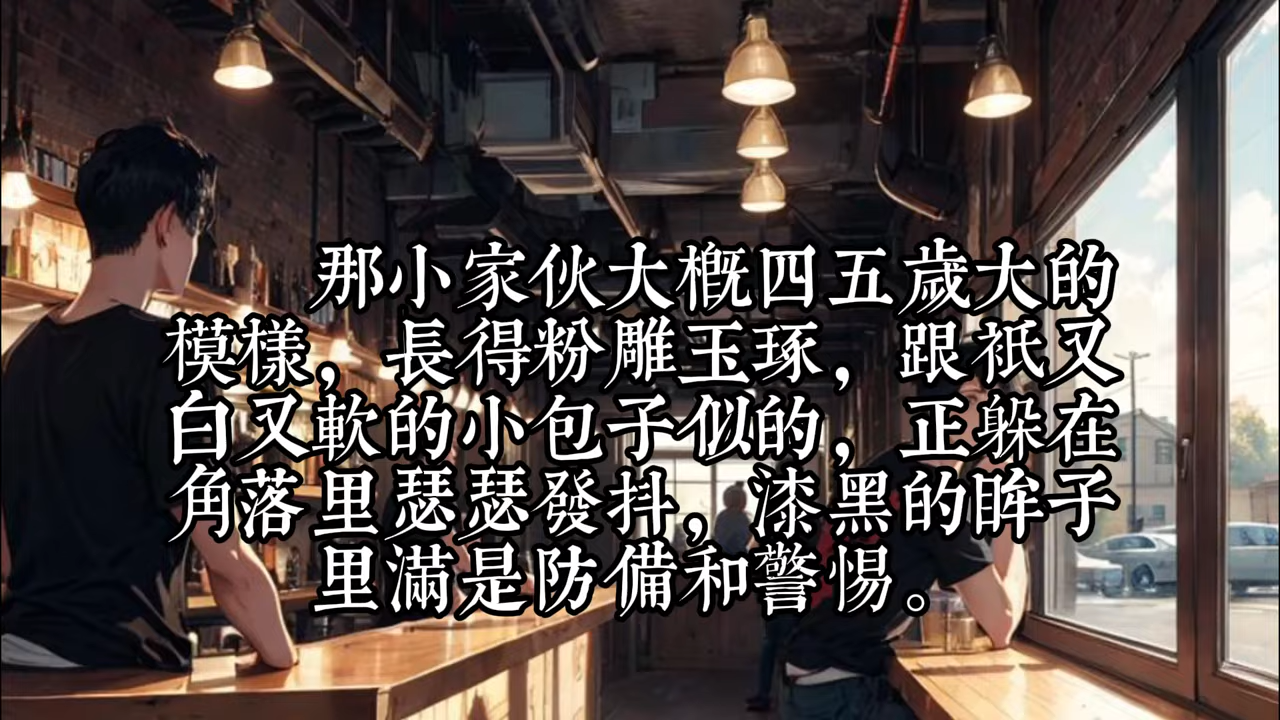 那小家伙大概四五歲大的
模樣，長得粉雕玉琢，跟衹又
白又軟的小包子似的，正躲在
角落里瑟瑟發抖，漆黑的眸子
里滿是防備和警惕。